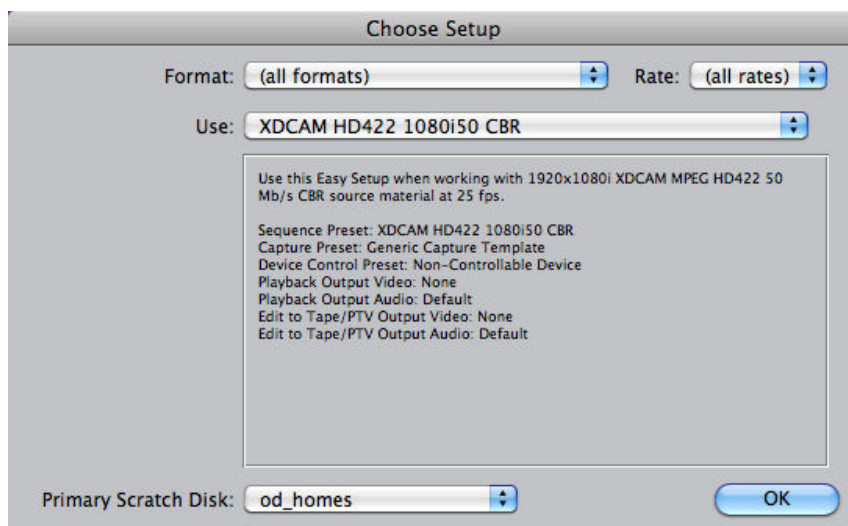 Choose Setup
Format: (all formats) Rate: (all rates)
Use: XDCAM HD422 1080i50 CBR
Use this Easy Setup when working with 1920x1080i XDCAM MPEG HD422 50
Mb/s CBR source material at 25 fps.
Sequence Preset: XDCAM HD422 1080i50 CBR
Capture Preset: Generic Capture Template
Device Control Preset: Non-Controllable Device
Playback Output Video: None
Playback Output Audio: Default
Edit to Tape/PTV Output Video: None
Edit to Tape/PTV Output Audio: Default
Primary Scratch Disk: od_homes OK